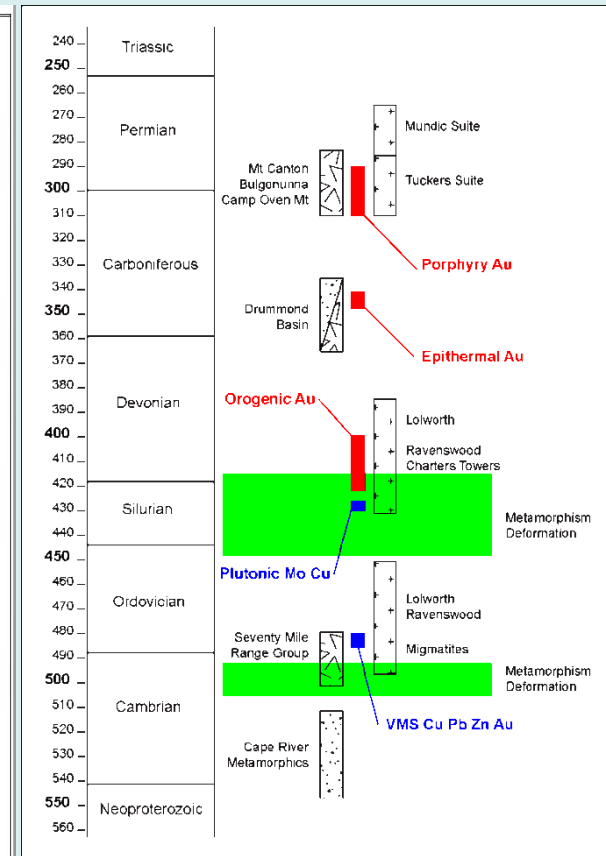 240
Triassic
250
260
270
Permian
280
290
300
310
320
Carboniferous
330
340
350
360
370
380
Devonian
390
400
410
420
430
Silurian
440
450
460
Ordovician
470
480
490
500
510
Cambrian
520
530
540
550
Neoproterozoic
560
Mundic Suite
Mt Canton
Bulgonunna
Camp Oven Mt
Tuckers Suite
Porphyry Au
Drummond
Basin
Epithermal Au
Orogenic Au
Lolworth
Ravenswood
Charters Towers
Metamorphism
Deformation
Plutonic Mo Cu
Lolworth
Ravenswood
Seventy Mile
Range Group
Migmatites
Metamorphism
Deformation
VMS Cu Pb Zn Au
Cape River
Metamorphics